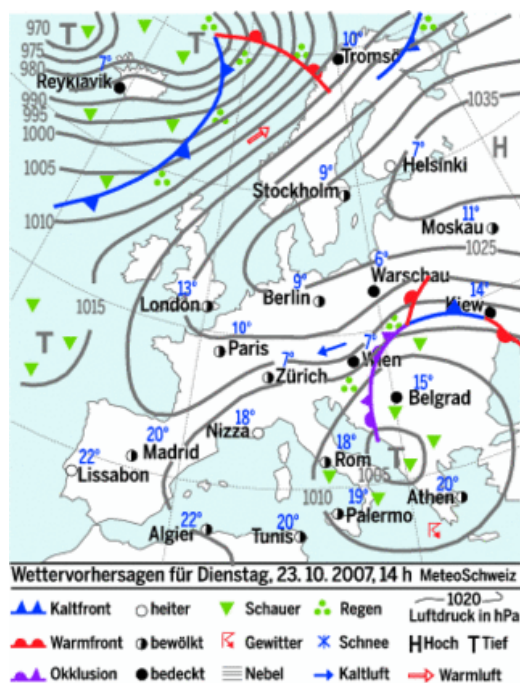 970
975
980
990
995
1000
1005
1010
1015
T
T
7°
Reykjavik
10°
Tromsö
1035
H
7°
Helsinki
9°
Stockholm
11°
Moskau
1025
6°
Warschau
13°
London
9°
Berlin
14°
Kiew
T
10°
Paris
7°
Zürich
7°
Wien
15°
Belgrad
18°
Nizza
20°
Madrid
22°
Lissabon
18°
Rom
T
1005
1010
19°
Palermo
20°
Athen
22°
Algier
20°
Tunis
Wettervorhersagen für Dienstag, 23.10. 2007, 14 h MeteoSchweiz
Kaltfront heiter Schauer Regen 1020
Luftdruck in hPa
Warmfront bewölkt Gewitter Schnee H Hoch T Tief
Okklusion bedeckt Nebel Kaltluft Warmluft